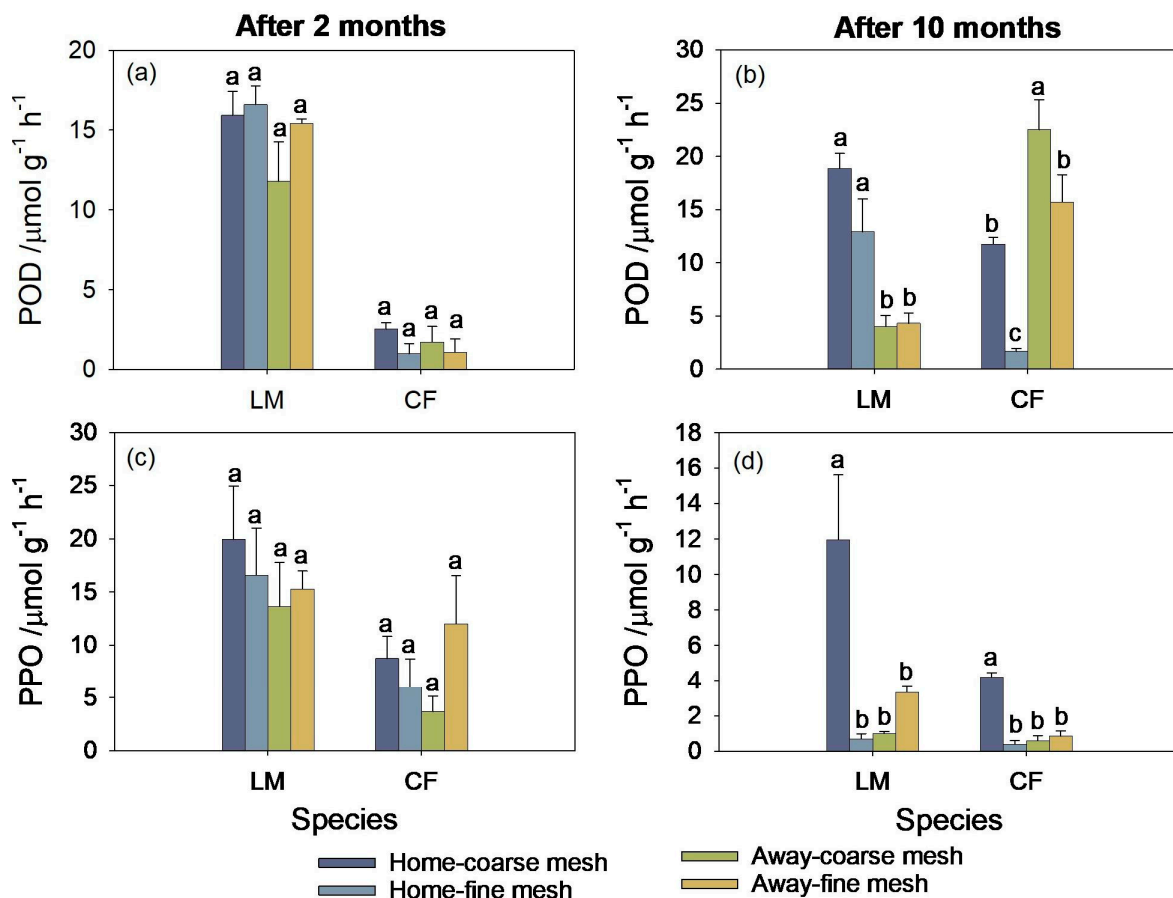 After 2 months
After 10 months
(a)
20
15
10
5
0
POD /μmol g⁻¹ h⁻¹
a a a a
a a a a
LM CF
(b)
30
25
20
15
10
5
0
POD /μmol g⁻¹ h⁻¹
a a b b
b c a b
LM CF
(c)
30
25
20
15
10
5
0
PPO /μmol g⁻¹ h⁻¹
a a a a
a a a a
LM CF
Species
(d)
18
16
14
12
10
8
6
4
2
0
PPO /μmol g⁻¹ h⁻¹
a b b b
a b b b
LM CF
Species
Home-coarse mesh
Home-fine mesh
Away-coarse mesh
Away-fine mesh